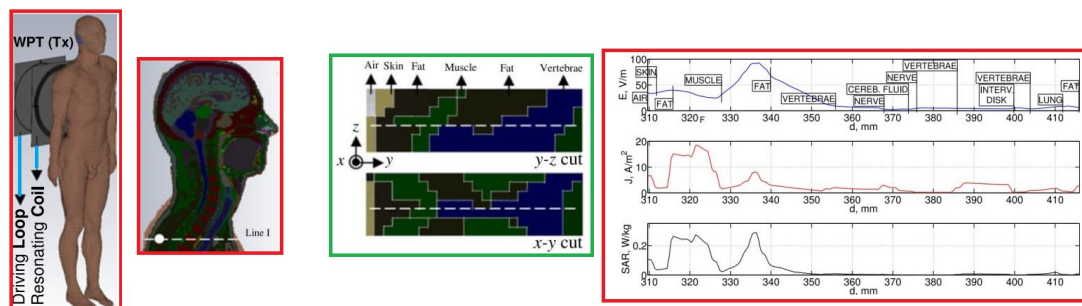 WPT (Tx)
Driving Loop
Resonating Coil
Line I
Air Skin Fat Muscle Fat Vertebrae
z
x y
y-z cut
x-y cut
E, V/m
100
50
0
SKIN
AIR
FAT
MUSCLE
FAT
VERTEBRAE
CEREB. FLUID
NERVE
NERVE
VERTEBRAE
VERTEBRAE
INTERV.
DISK
LUNG
FAT
310 320 330 340 350 360 370 380 390 400 410
F
d, mm
J, A/m²
20
10
0
310 320 330 340 350 360 370 380 390 400 410
d, mm
SAR, W/kg
0.2
0
310 320 330 340 350 360 370 380 390 400 410
d, mm